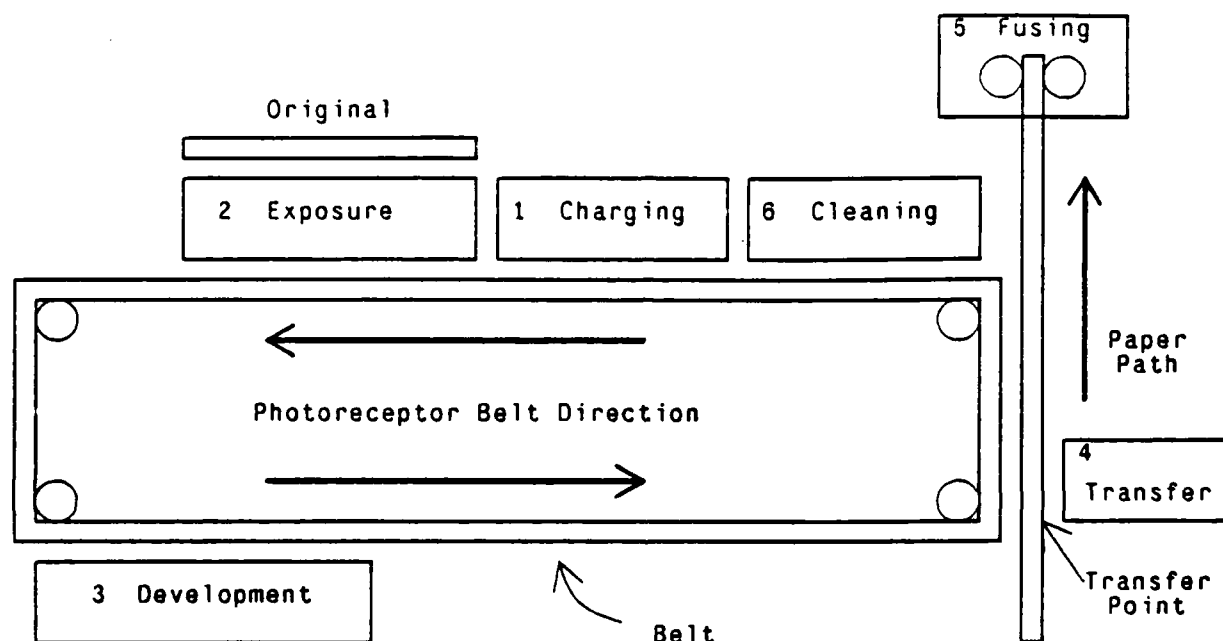 5 Fusing
Original
2 Exposure
1 Charging
6 Cleaning
Paper
Path
Photoreceptor Belt Direction
4
Transfer
3 Development
Transfer
Point
Belt